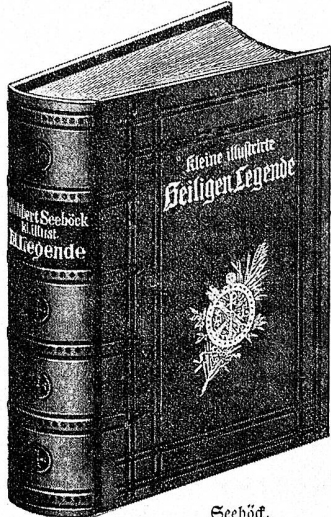 Kleine illustrirte
Heiligen Legende
Seeböck
kl. illust
Legende
Seeböck.